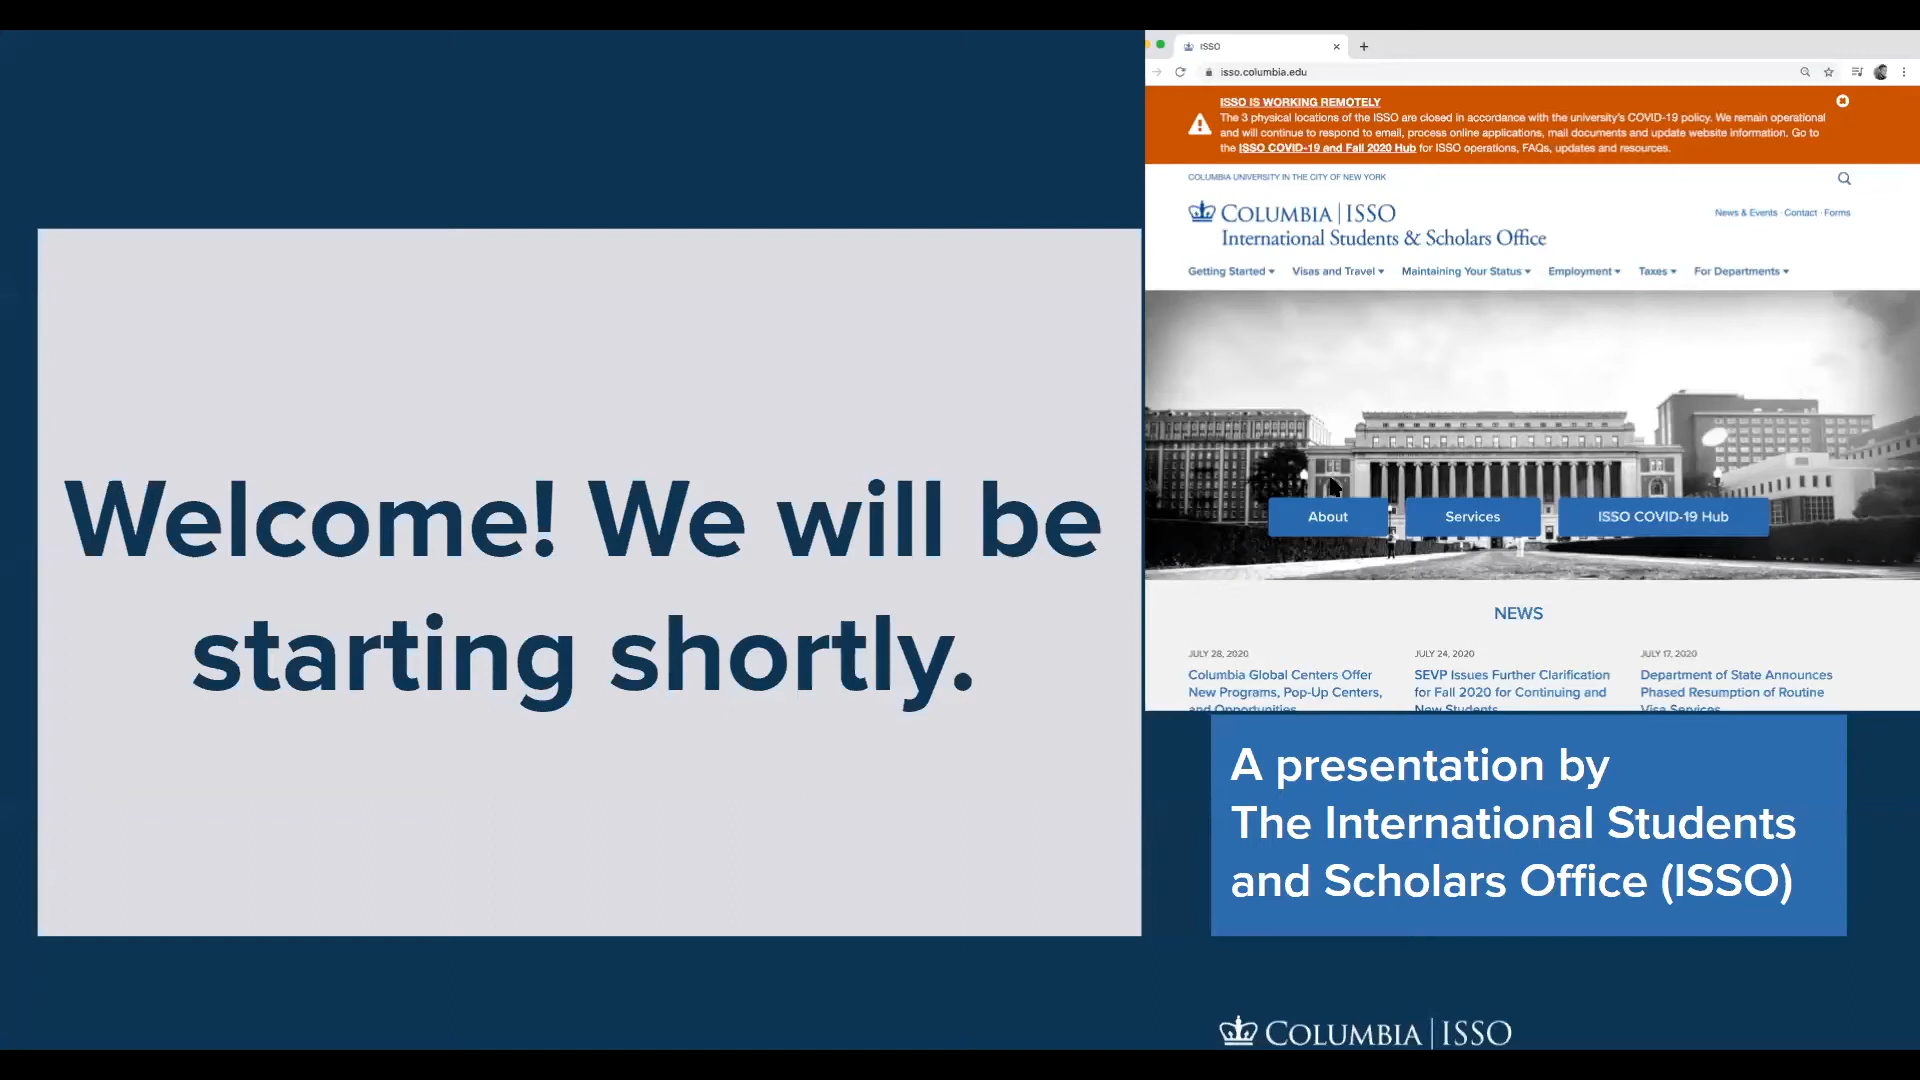 Welcome! We will be
starting shortly.
ISSO
isso.columbia.edu
ISSO IS WORKING REMOTELY
The 3 physical locations of the ISSO are closed in accordance with the university's COVID-19 policy. We remain operational
and will continue to respond to email, process online applications, mail documents and update website information. Go to
the ISSO COVID-19 and Fall 2020 Hub for ISSO operations, FAQs, updates and resources.
COLUMBIA UNIVERSITY IN THE CITY OF NEW YORK
COLUMBIA | ISSO
International Students & Scholars Office
News & Events · Contact · Forms
Getting Started Visas and Travel Maintaining Your Status Employment Taxes For Departments
About Services ISSO COVID-19 Hub
NEWS
JULY 28, 2020
Columbia Global Centers Offer
New Programs, Pop-Up Centers,
and Opportunities
JULY 24, 2020
SEVP Issues Further Clarification
for Fall 2020 for Continuing and
New Students
JULY 17, 2020
Department of State Announces
Phased Resumption of Routine
Visa Services
A presentation by
The International Students
and Scholars Office (ISSO)
COLUMBIA | ISSO